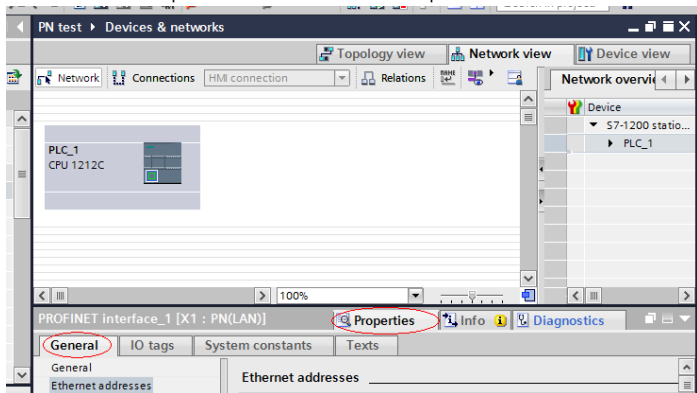 PN test ▸ Devices & networks
Topology view Network view Device view
Network Connections HMI connection Relations Network overvie
Device
S7-1200 statio...
PLC_1
PLC_1
CPU 1212C
100%
PROFINET interface_1 [X1 : PN(LAN)] Properties Info Diagnostics
General IO tags System constants Texts
General
Ethernet addresses
Ethernet addresses